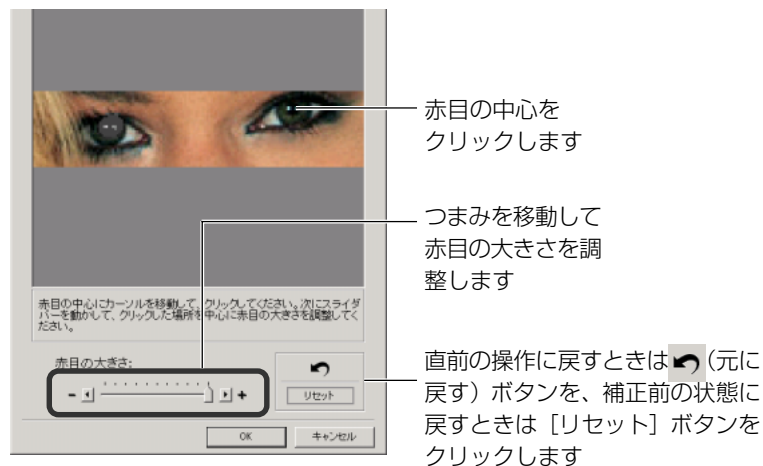 赤目の中心を
クリックします
つまみを移動して
赤目の大きさを調
整します
赤目の中心にカーソルを移動して、クリックしてください。次にスライダ
バーを動かして、クリックした場所を中心に赤目の大きさを調整してく
ださい。
赤目の大きさ:
- +
リセット
OK キャンセル
直前の操作に戻すときは (元に
戻す) ボタンを、補正前の状態に
戻すときは [リセット] ボタンを
クリックします